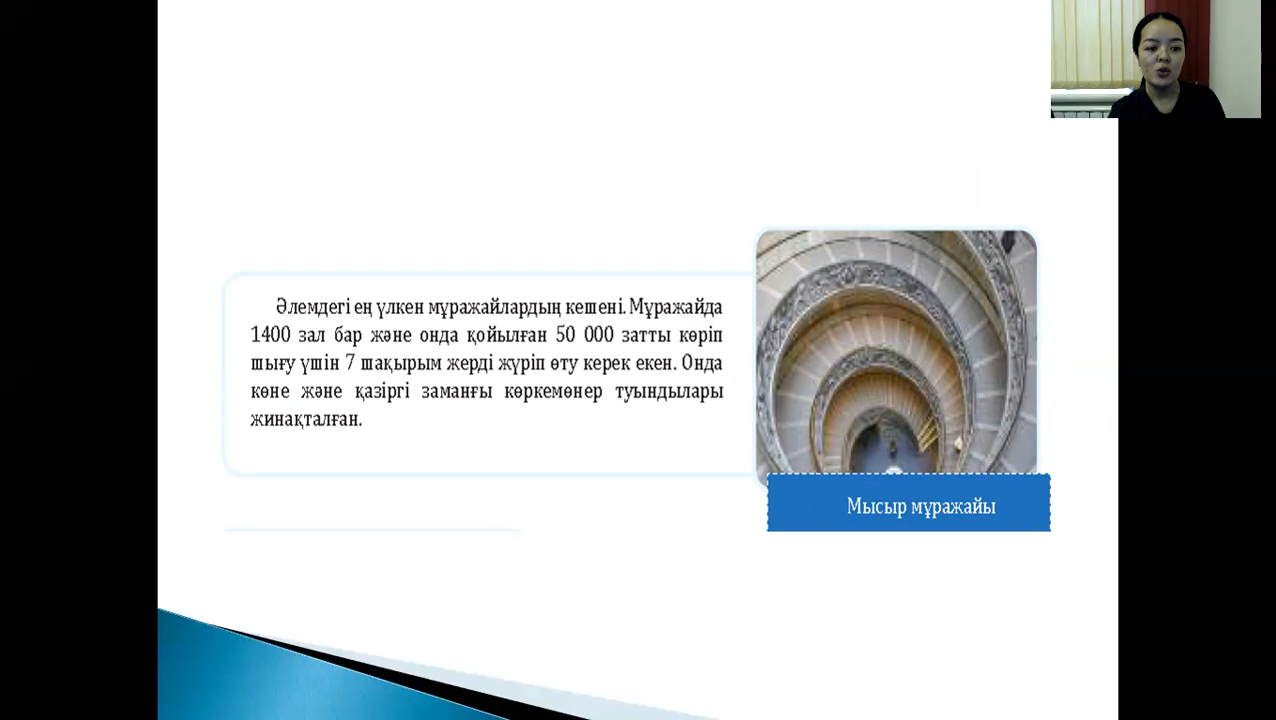 Әлемдегі ең үлкен мұражайлардың кешені. Мұражайда
1400 зал бар және онда қойылған 50 000 затты көріп
шығу үшін 7 шақырым жерді жүріп өту керек екен. Онда
көне және қазіргі заманғы көркемөнер туындылары
жинақталған.
Мысыр мұражайы